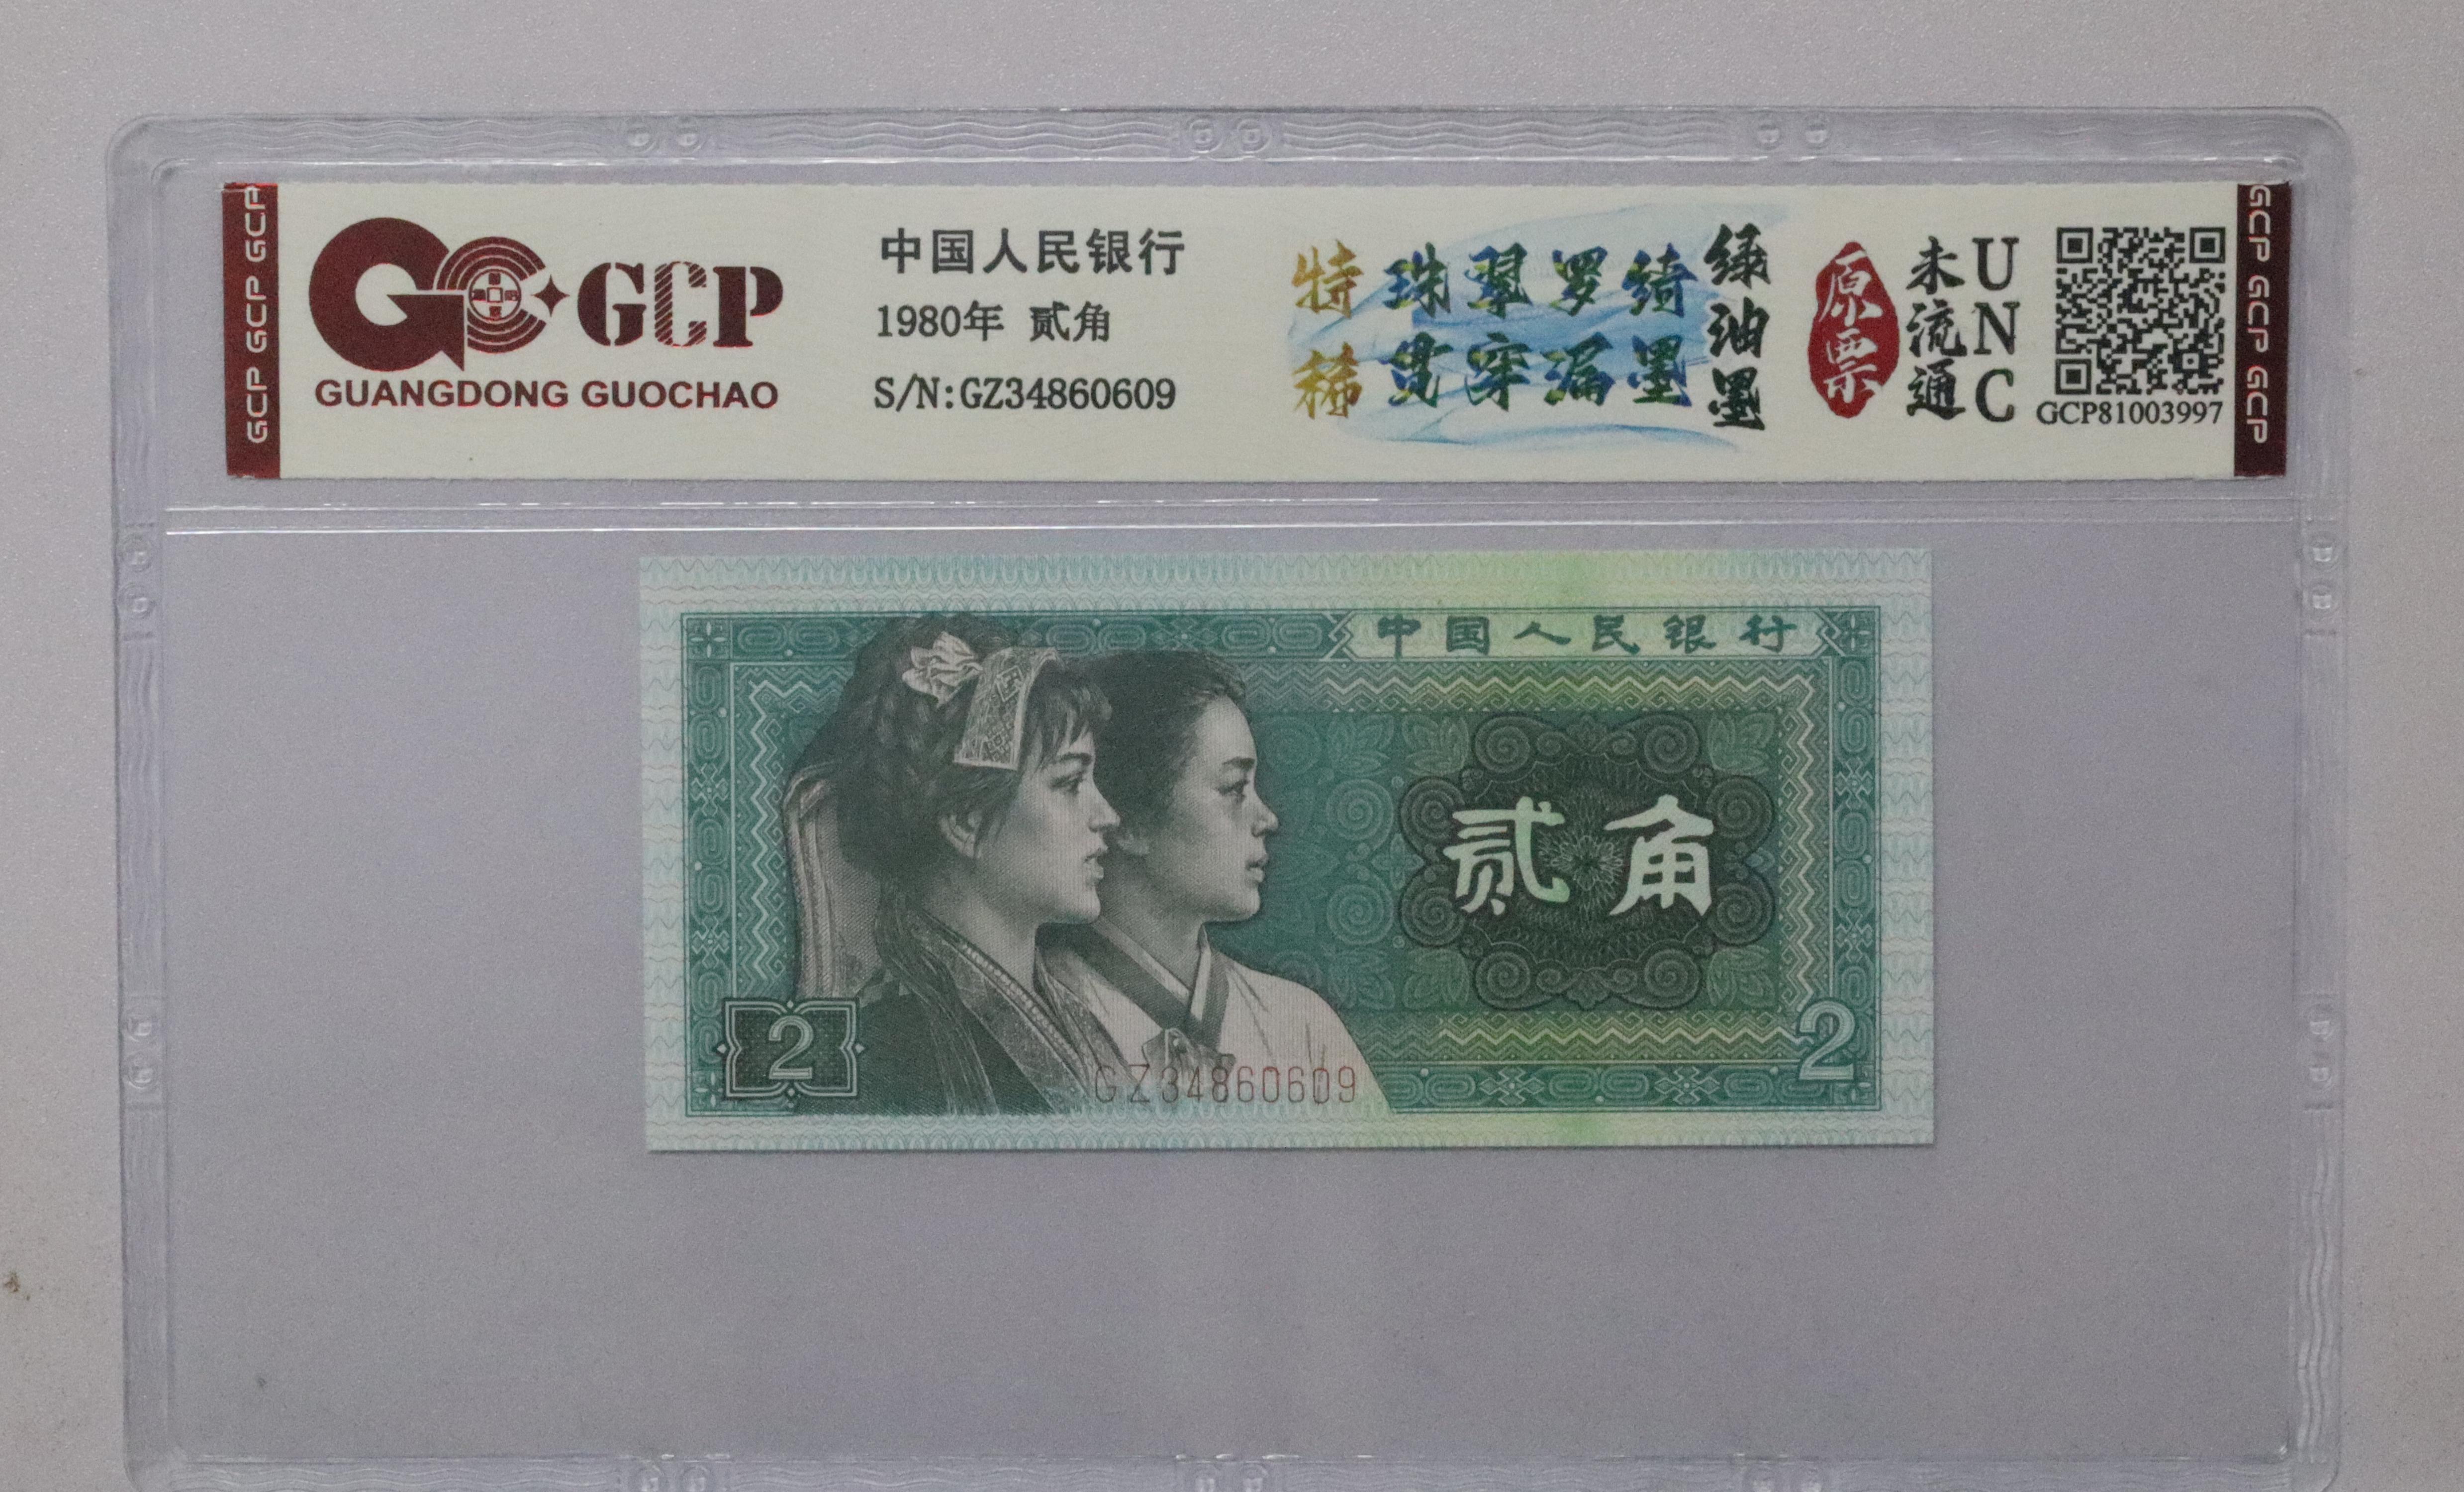 GCP GCP GCP
GCP
GUANGDONG GUOCHAO
中国人民银行
1980年 贰角
S/N:GZ34860609
特稀
珠翠罗绮
贯穿漏墨
绿油墨
原票
未流通
UNC
GCP81003997
GCP GCP GCP
中国人民银行
贰角
2
2
GZ34860609